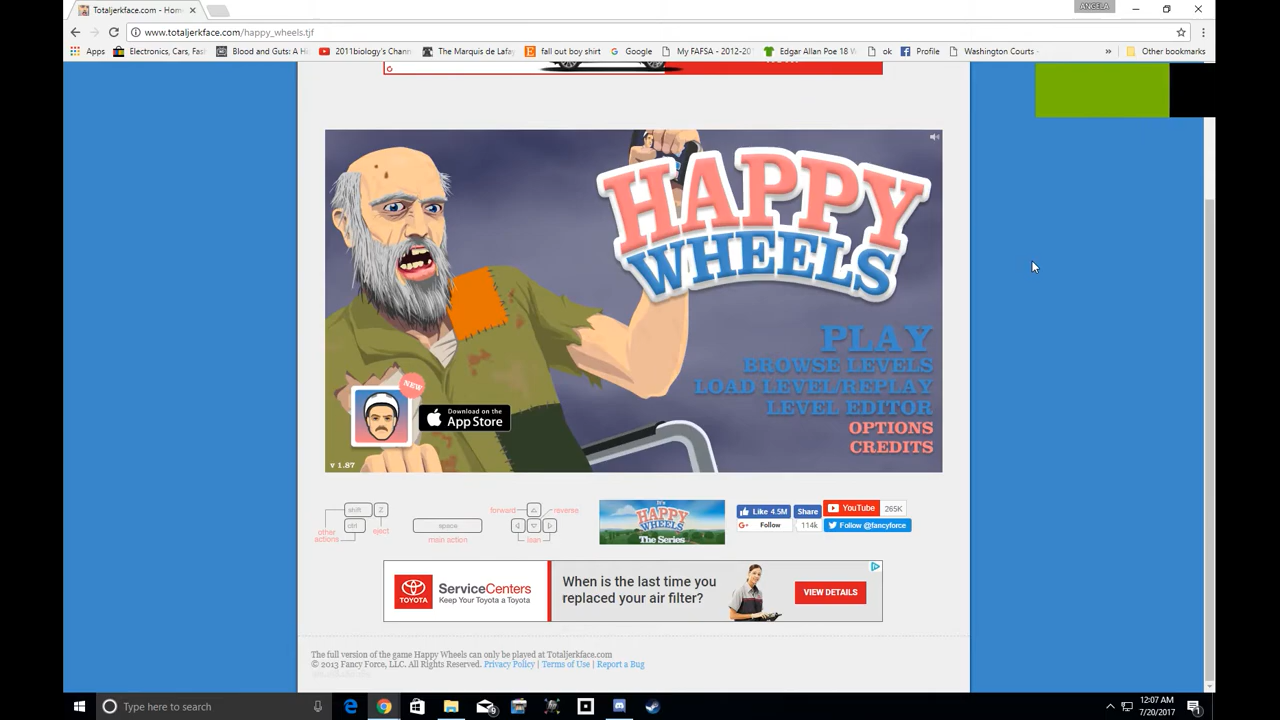 Totaljerkface.com - Hom
ANGELA
www.totaljerkface.com/happy_wheels.tjf
Apps Electronics, Cars, Fash Blood and Guts: A Hi 2011biology's Chann The Marquis de Lafay fall out boy shirt Google My FAFSA - 2012-20 Edgar Allan Poe 18 W ok Profile Washington Courts - » Other bookmarks
HAPPY
WHEELS
PLAY
BROWSE LEVELS
LOAD LEVEL/REPLAY
LEVEL EDITOR
OPTIONS
CREDITS
NEW
Download on the
App Store
v 1.87
shift Z
ctrl
other
actions
eject
space
main action
forward
reverse
lean
It's
HAPPY
WHEELS
The Series
Like 4.5M Share YouTube 265K
G+ Follow 114k Follow @fancyforce
TOYOTA
ServiceCenters
Keep Your Toyota a Toyota
When is the last time you
replaced your air filter?
VIEW DETAILS
The full version of the game Happy Wheels can only be played at Totaljerkface.com
© 2013 Fancy Force, LLC. All Rights Reserved. Privacy Policy | Terms of Use | Report a Bug
Type here to search
9
12:07 AM
7/20/2017
1